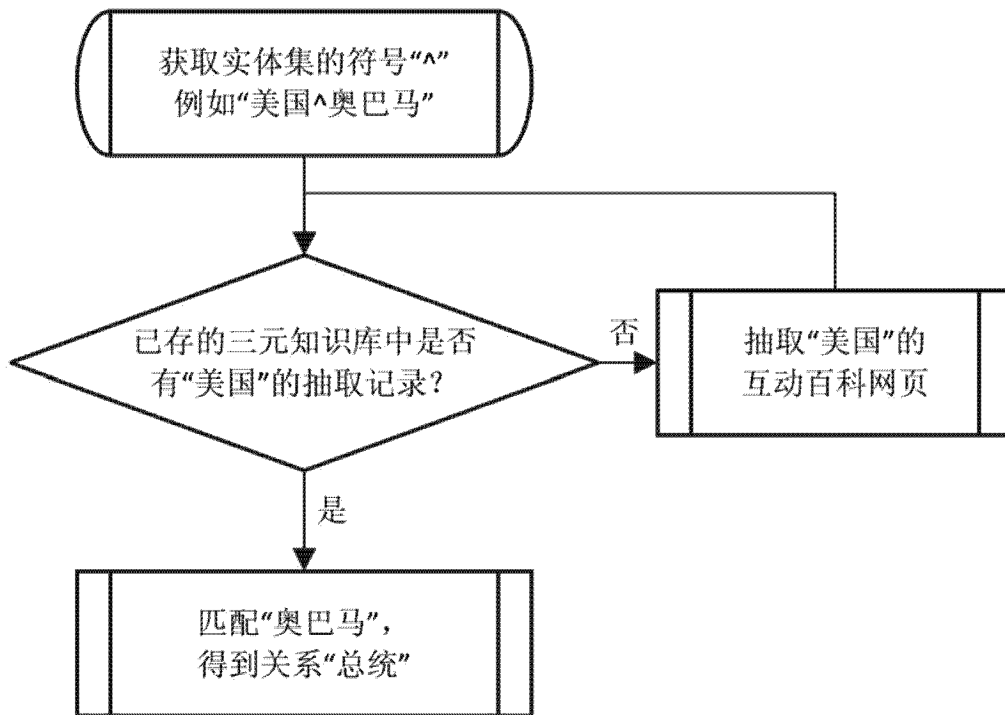 获取实体集的符号“^”
例如“美国^奥巴马”
已存的三元知识库中是否
有“美国”的抽取记录？
否
抽取“美国”的
互动百科网页
是
匹配“奥巴马”，
得到关系“总统”